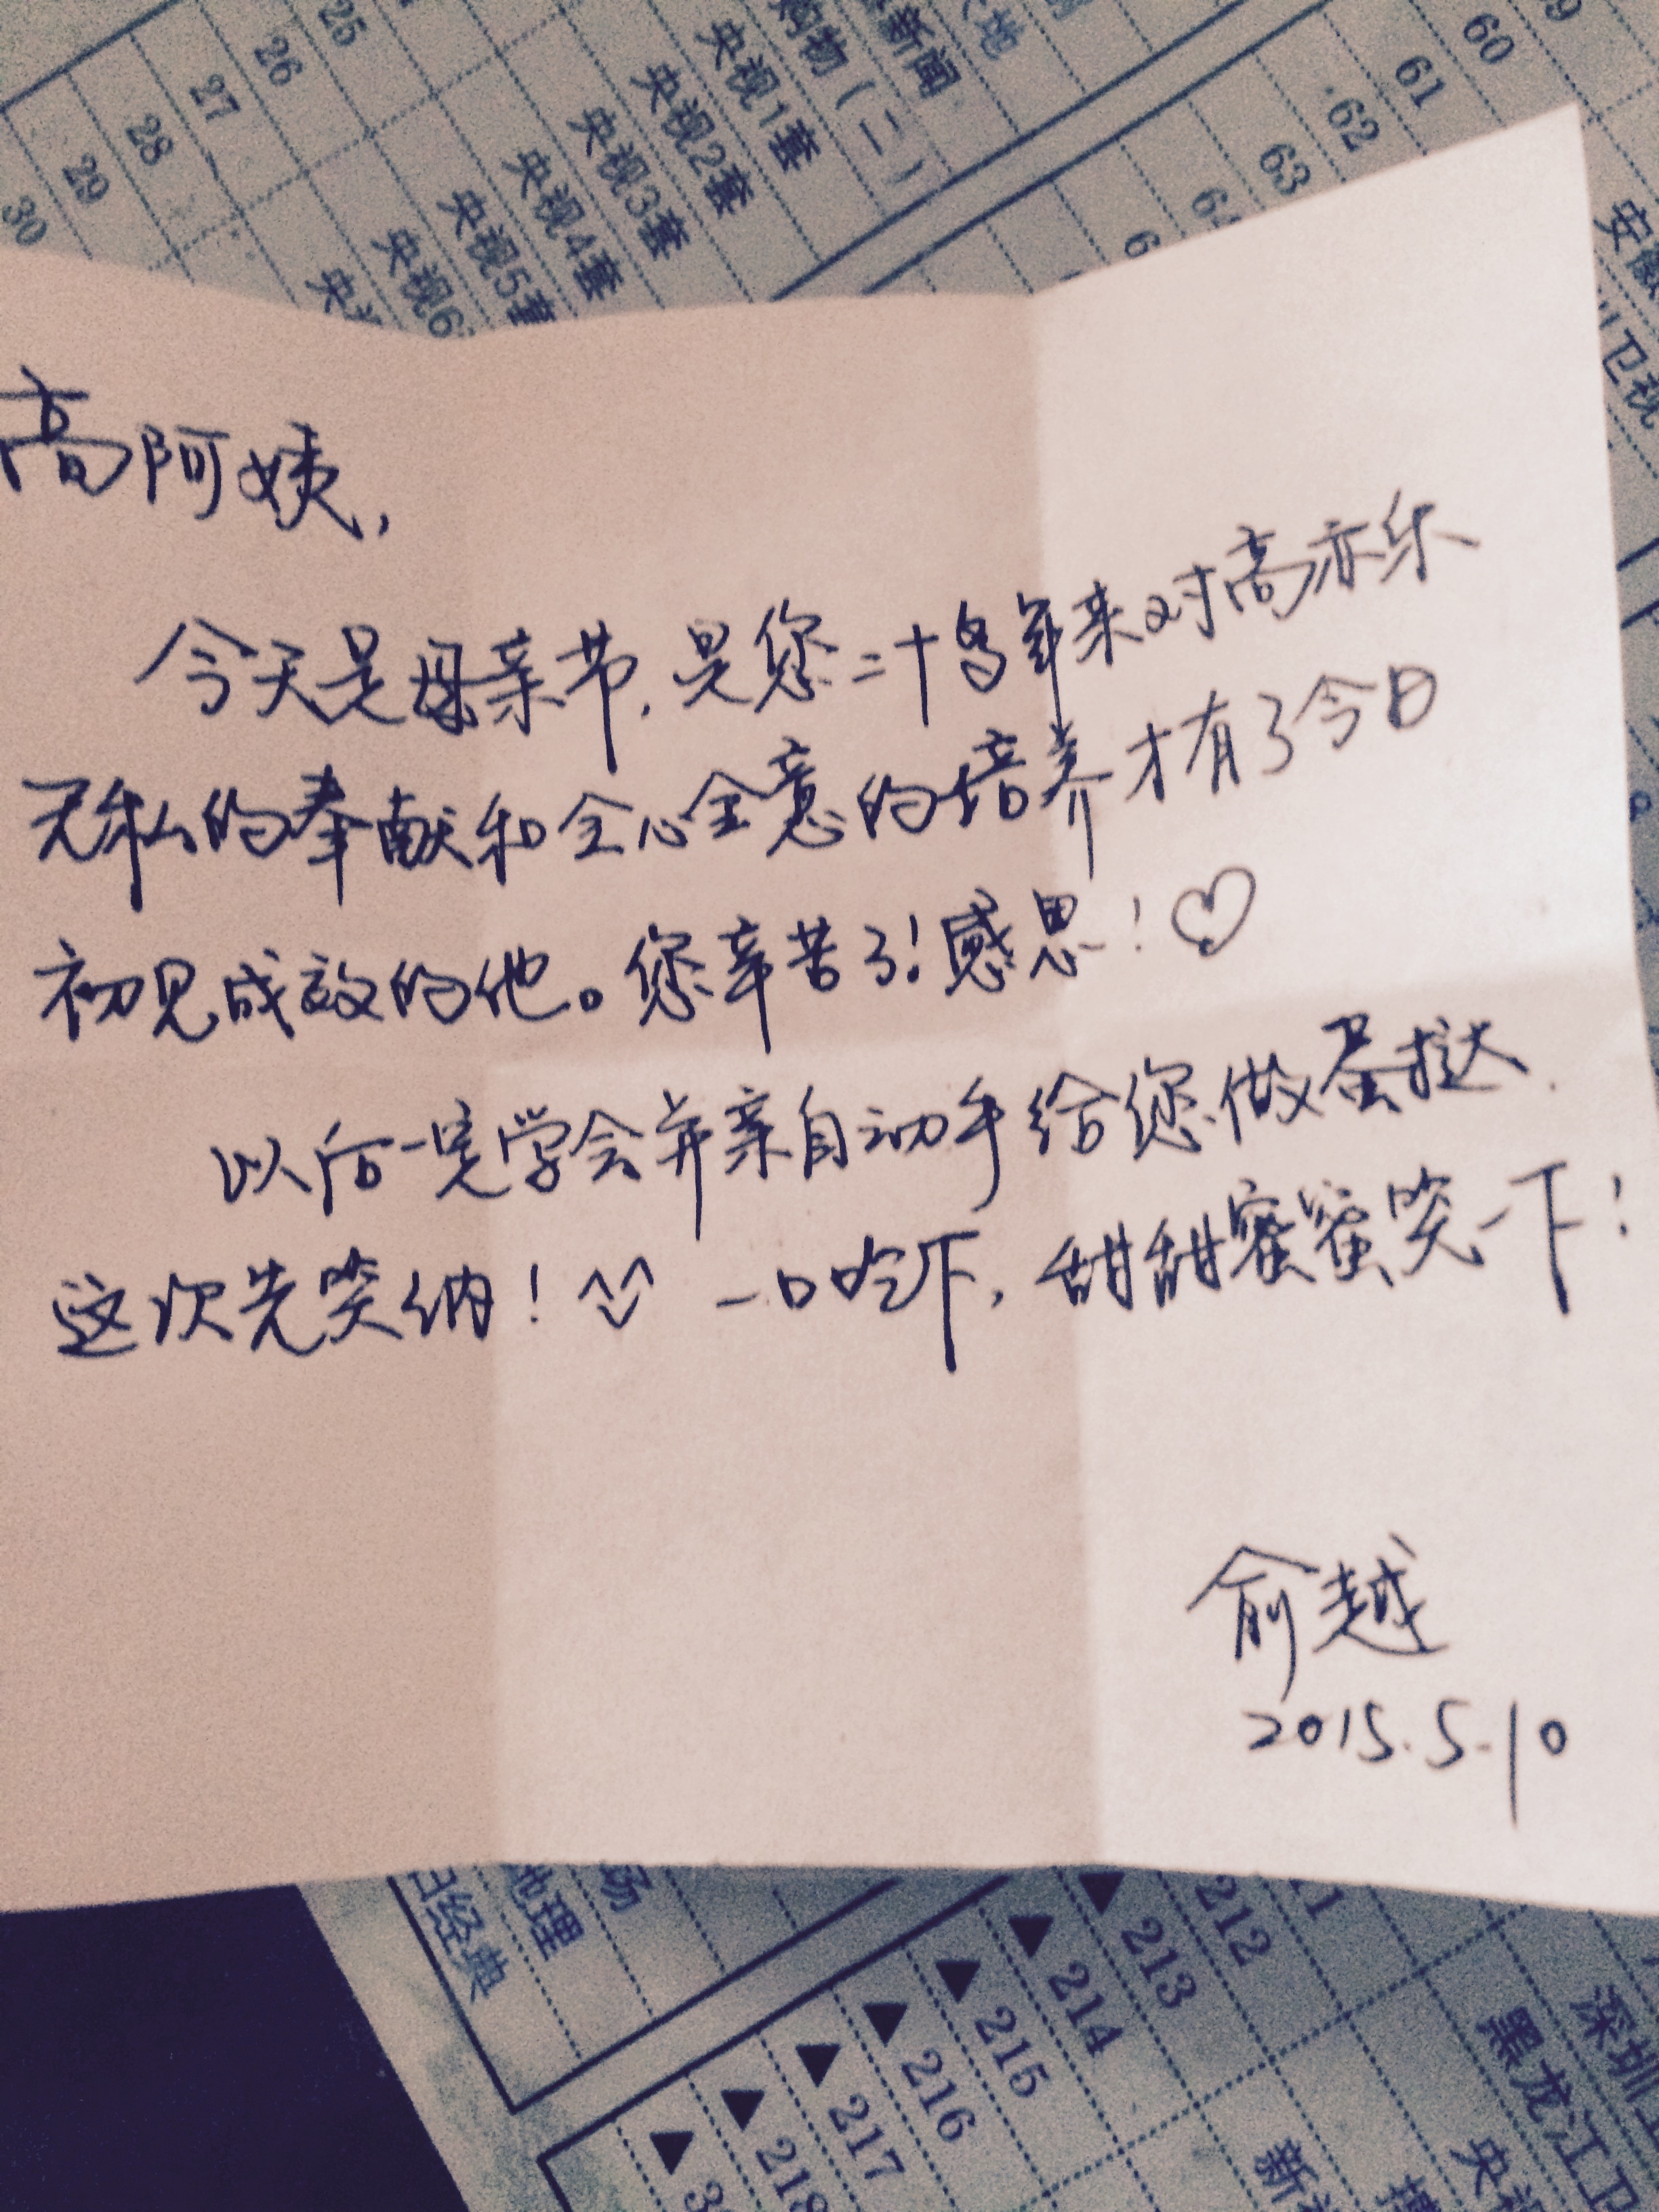 25
26
27
28
29
30
新闻
购物(二)
央视1套
央视2套
央视3套
央视4套
央视5套
央视6
央
60
61
62
63
6
卫视
高阿姨,
今天是母亲节,是您二十多年来对高亦乐
无私的奉献和全心全意的培养才有了今日
初见成效的他。您辛苦了!感恩!♡
以后一定学会并亲自动手给您做蛋挞.
这次先笑纳!^^ 一口吃下,甜甜蜜蜜笑一下!
俞越
2015.5.10
地理
经典
212
▲213
▲214
▲215
▲216
▲217
▲218
▲3
深圳
黑龙江卫
央
新